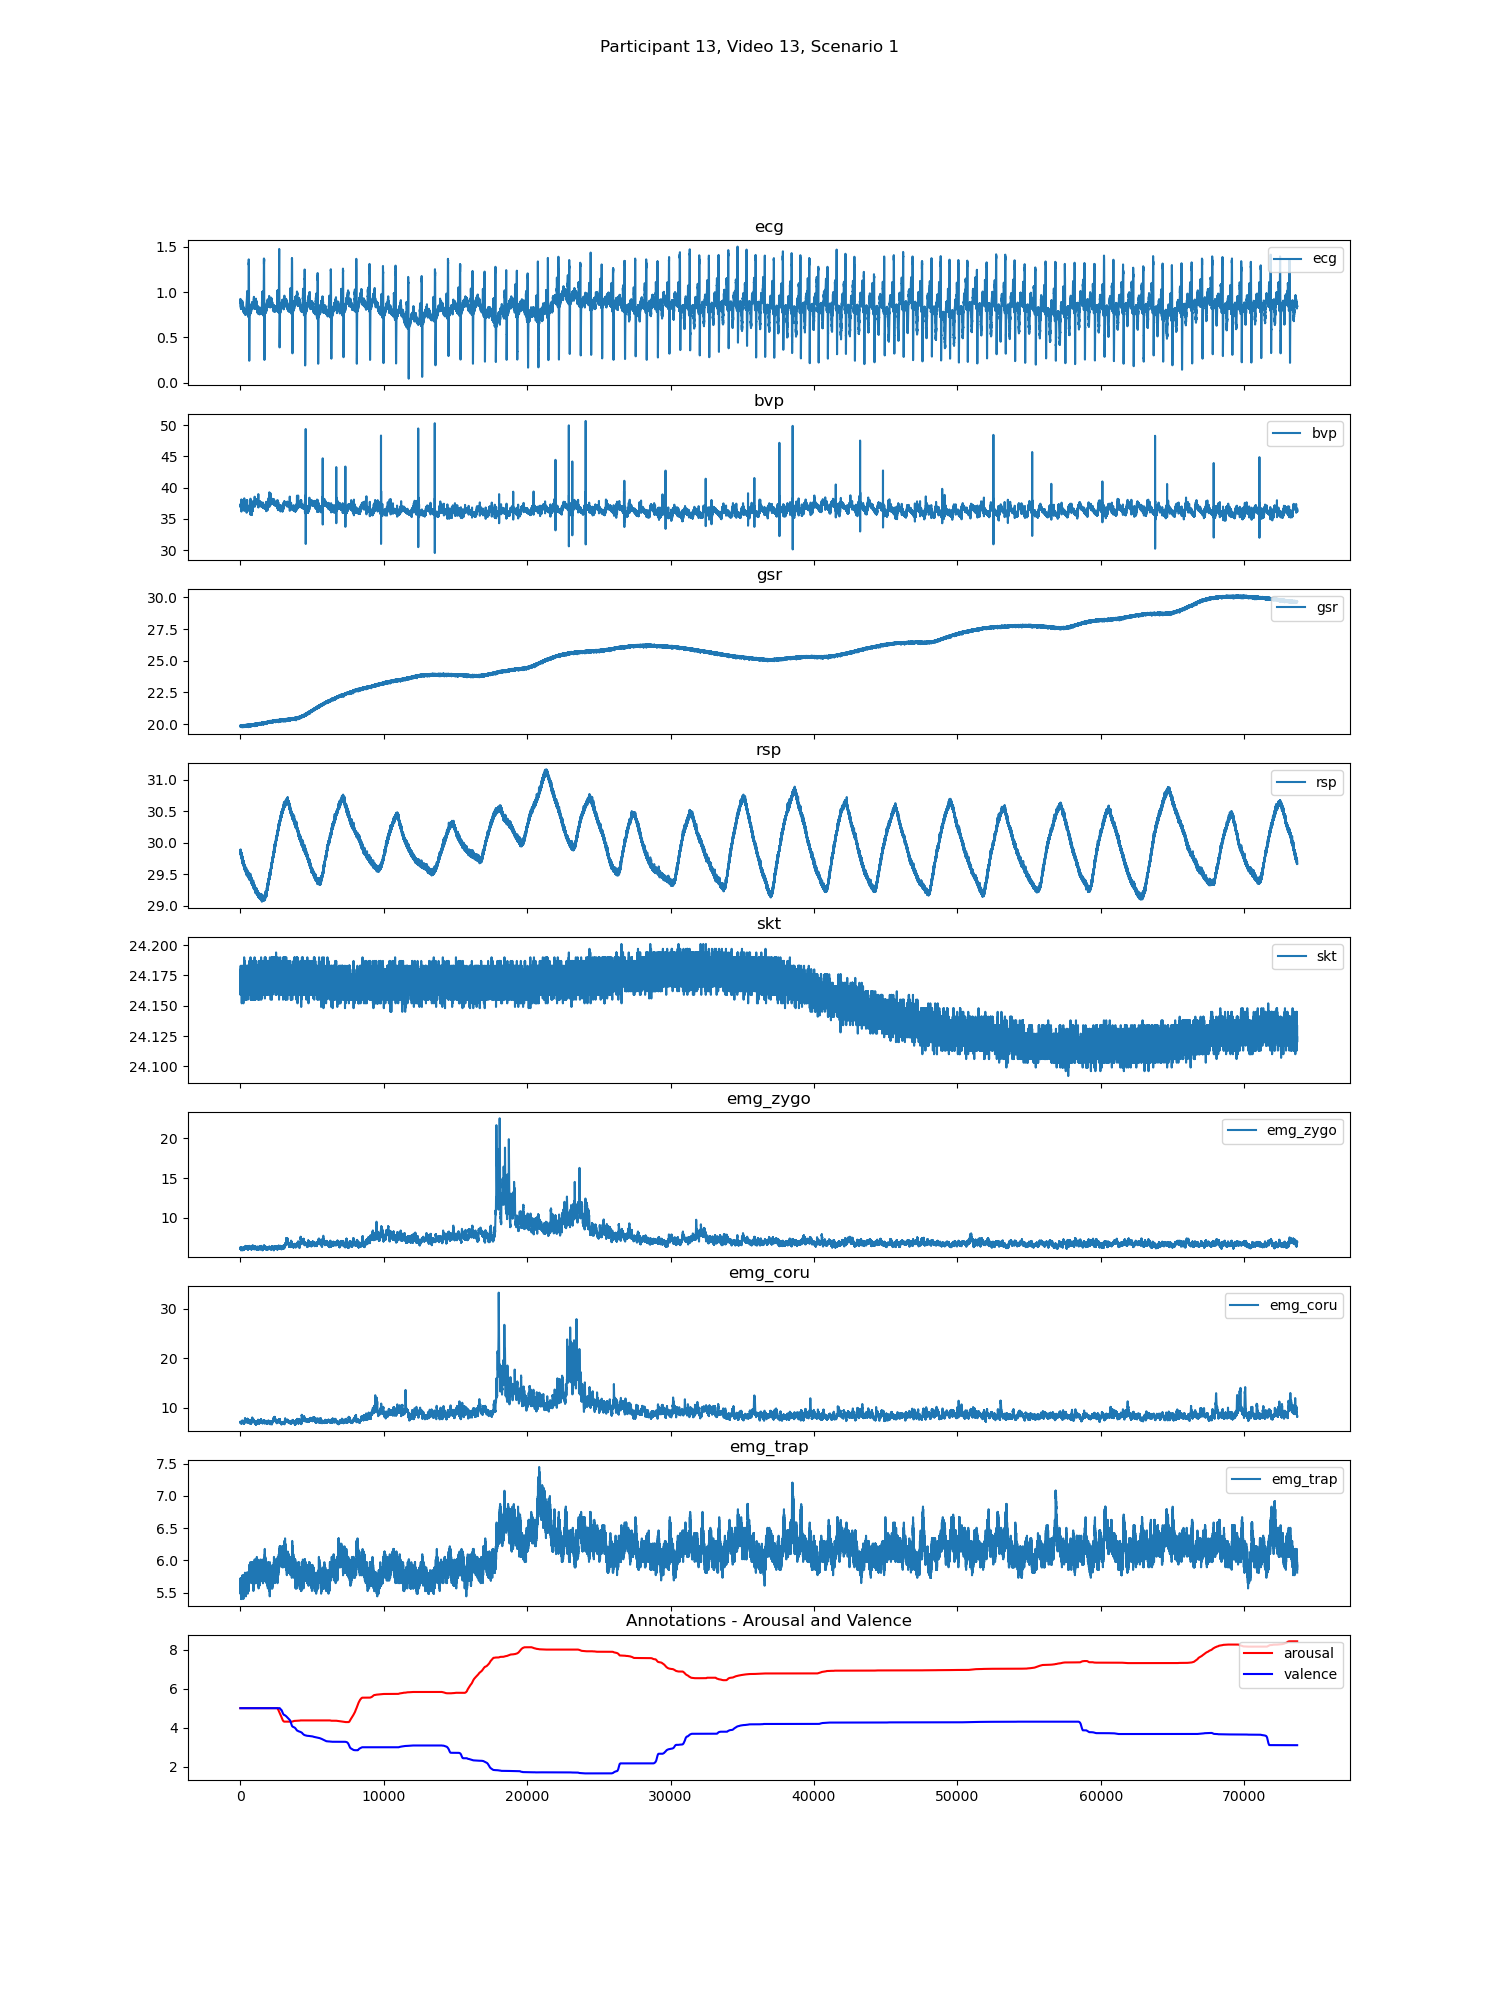 Participant 13, Video 13, Scenario 1
ecg
1.5
1.0
0.5
0.0
ecg
bvp
50
45
40
35
30
bvp
gsr
30.0
27.5
25.0
22.5
20.0
gsr
rsp
31.0
30.5
30.0
29.5
29.0
rsp
skt
24.200
24.175
24.150
24.125
24.100
skt
emg_zygo
20
15
10
emg_zygo
emg_coru
30
20
10
emg_coru
emg_trap
7.5
7.0
6.5
6.0
5.5
emg_trap
Annotations - Arousal and Valence
8
6
4
2
arousal
valence
0 10000 20000 30000 40000 50000 60000 70000